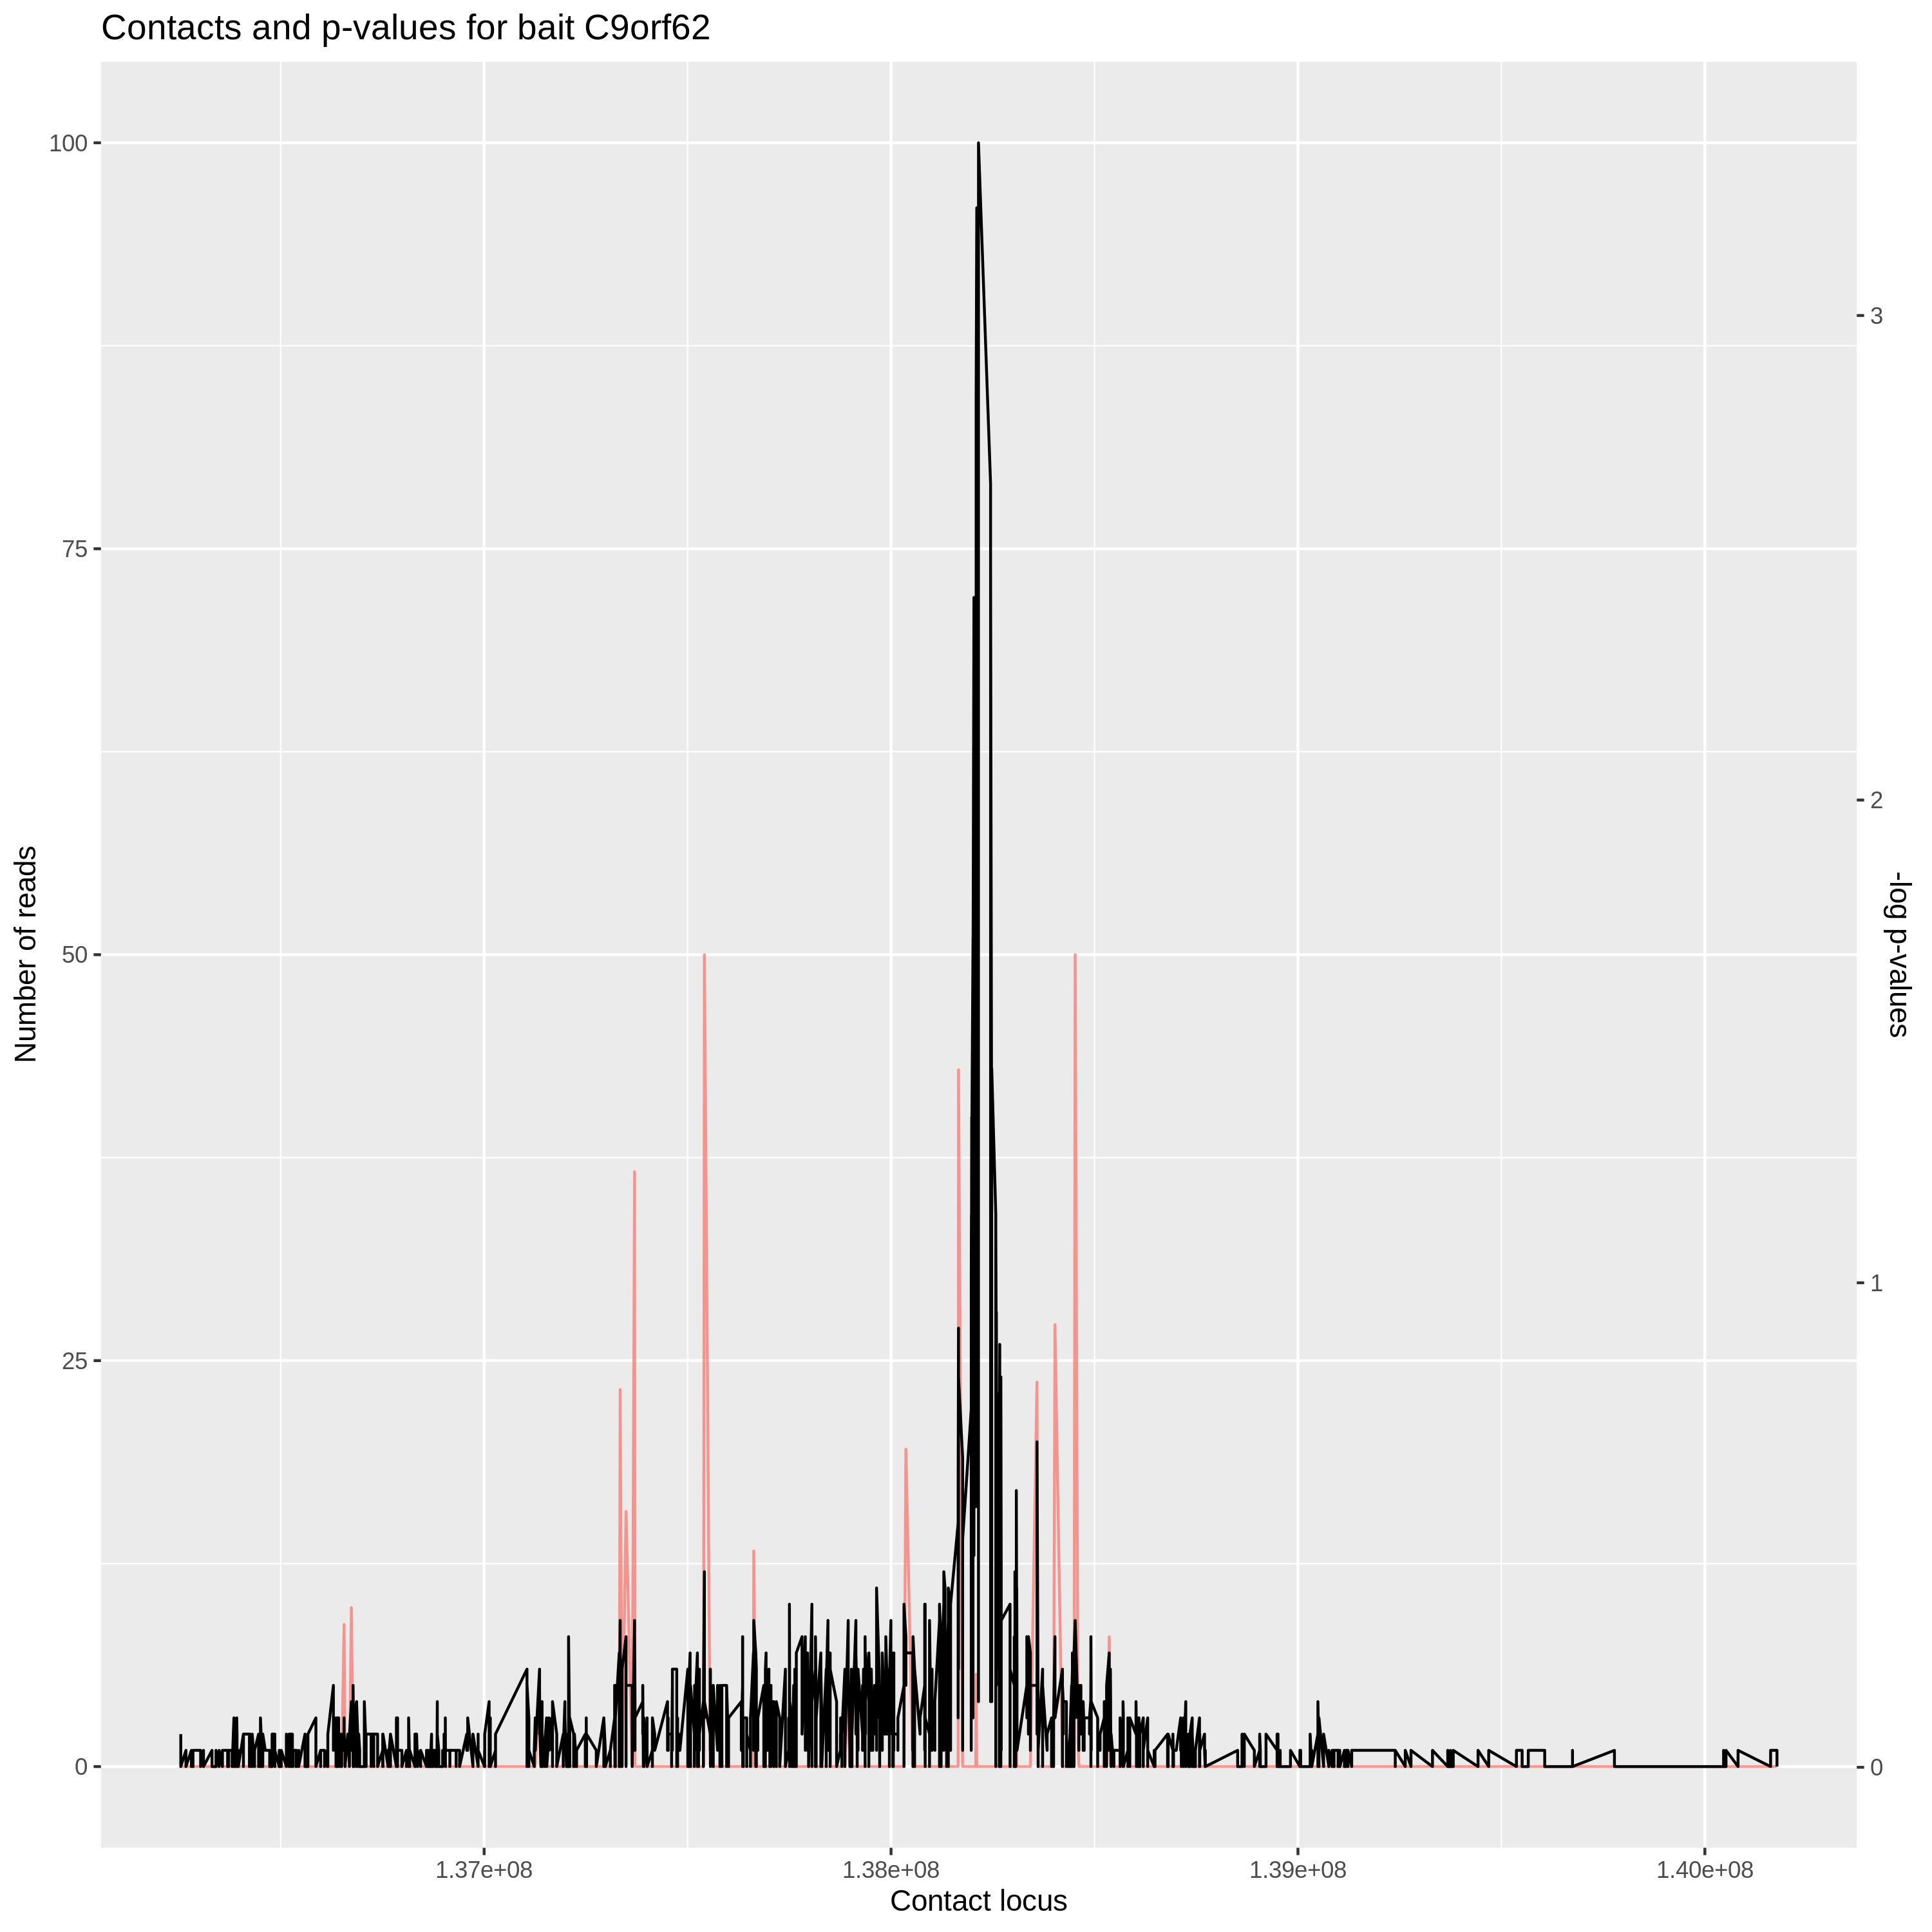 Contacts and p-values for bait C9orf62
100
75
50
25
0
Number of reads
3
2
1
0
-log p-values
1.37e+08
1.38e+08
1.39e+08
1.40e+08
Contact locus